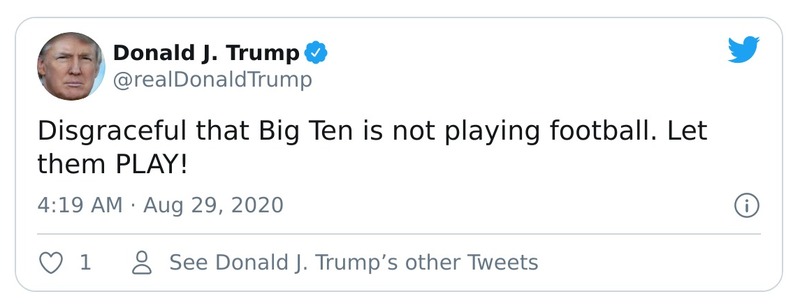 Donald J. Trump
@realDonaldTrump
Disgraceful that Big Ten is not playing football. Let
them PLAY!
4:19 AM · Aug 29, 2020
1
See Donald J. Trump’s other Tweets